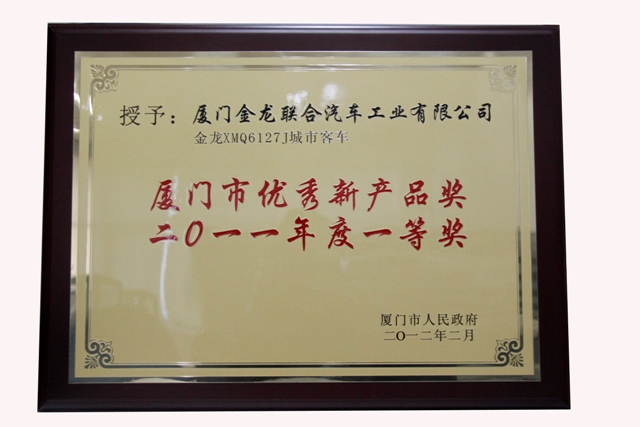 授予：厦门金龙联合汽车工业有限公司
金龙XMQ6127J城市客车
厦门市优秀新产品奖
二0一一年度一等奖
厦门市人民政府
二O一二年二月